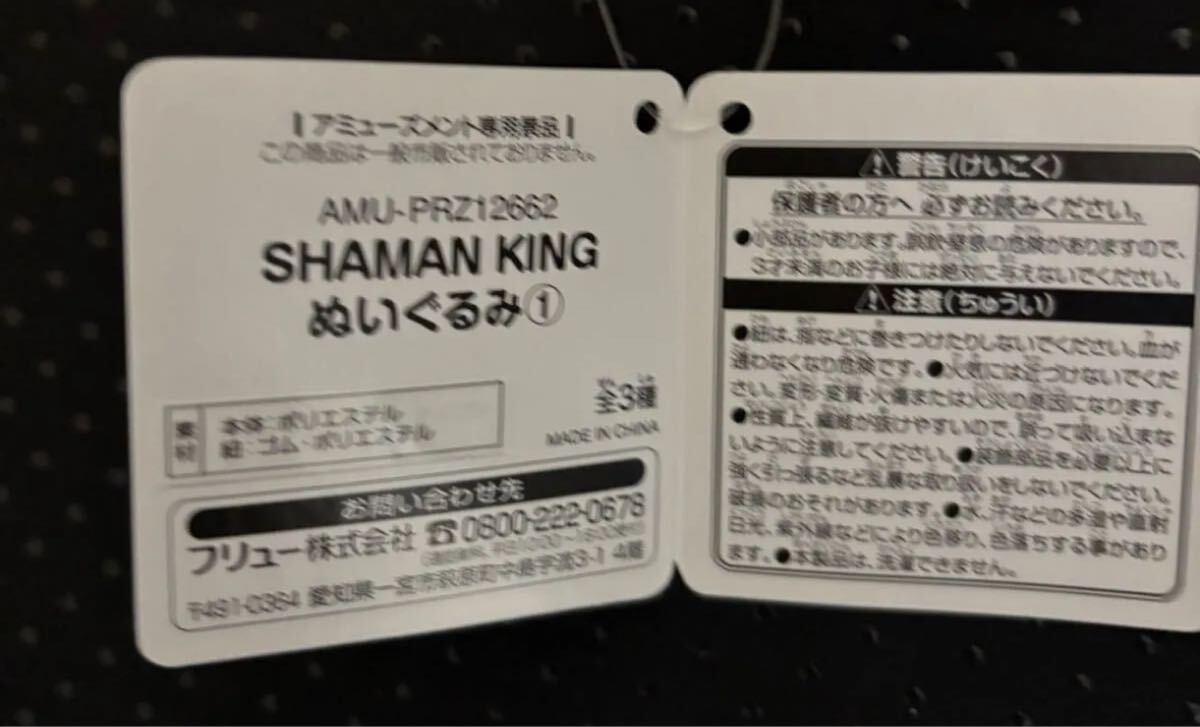 アミューズメント専用景品
この商品は一般市販されておりません。
AMU-PRZ12662
SHAMAN KING
ぬいぐるみ①
全3種
MADE IN CHINA
素材
本体:ポリエステル
紐:ゴム・ポリエステル
お問い合わせ先
フリュー株式会社 ☎0800-222-0678
〒491-0364 愛知県一宮市萩原町中島字流3-1 4階
⚠警告(けいこく)
保護者の方へ 必ずお読みください。
●小部品があります。誤飲・窒息の危険がありますので、
3才未満のお子様には絶対に与えないでください。
⚠注意(ちゅうい)
●紐は、指などに巻きつけたりしないでください。血が
通わなくなり危険です。●火気には近づけないでくだ
さい。変形・変質・火傷または火災の原因になります。
●性質上、繊維が抜けやすいので、誤って吸い込まな
いように注意してください。●装飾部品を必要以上に
強く引っ張るなど乱暴な取り扱いをしないでください。
破損のおそれがあります。●水、汗などの多湿や直射
日光、紫外線などにより色移り、色落ちする事があり
ます。●本製品は、洗濯できません。